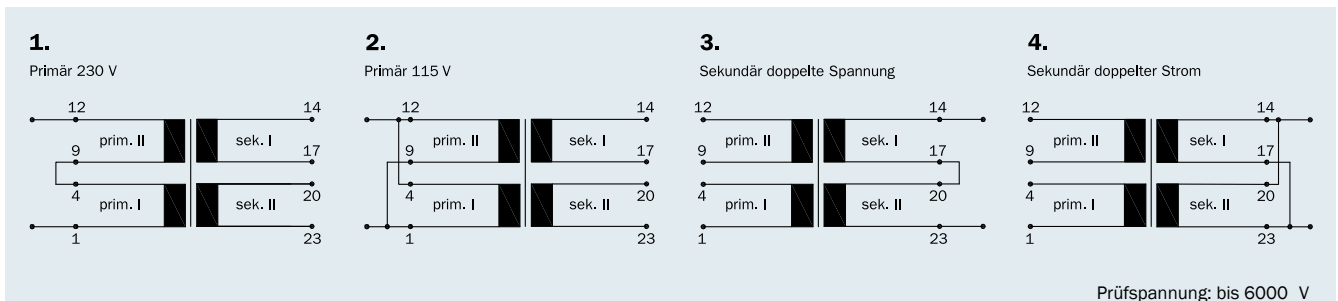 1.
Primär 230 V
12
14
prim. II
sek. I
9
17
4
20
prim. I
sek. II
1
23
2.
Primär 115 V
12
14
prim. II
sek. I
9
17
4
20
prim. I
sek. II
1
23
3.
Sekundär doppelte Spannung
12
14
prim. II
sek. I
9
17
4
20
prim. I
sek. II
1
23
4.
Sekundär doppelter Strom
12
14
prim. II
sek. I
9
17
4
20
prim. I
sek. II
1
23
Prüfspannung: bis 6000 V